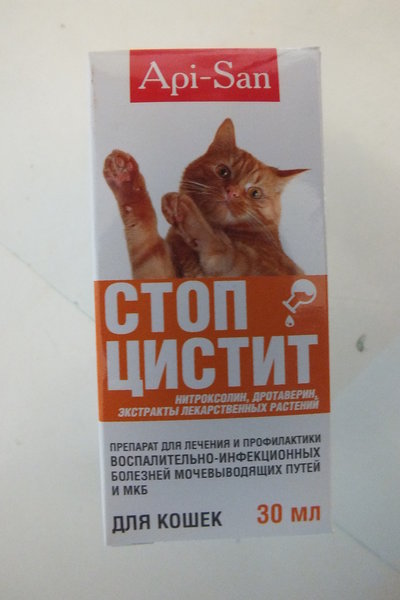 Api-San
СТОП
ЦИСТИТ
НИТРОКСОЛИН, ДРОТАВЕРИН,
ЭКСТРАКТЫ ЛЕКАРСТВЕННЫХ РАСТЕНИЙ
ПРЕПАРАТ ДЛЯ ЛЕЧЕНИЯ И ПРОФИЛАКТИКИ
ВОСПАЛИТЕЛЬНО-ИНФЕКЦИОННЫХ
БОЛЕЗНЕЙ МОЧЕВЫВОДЯЩИХ ПУТЕЙ
И МКБ
ДЛЯ КОШЕК 30 мл